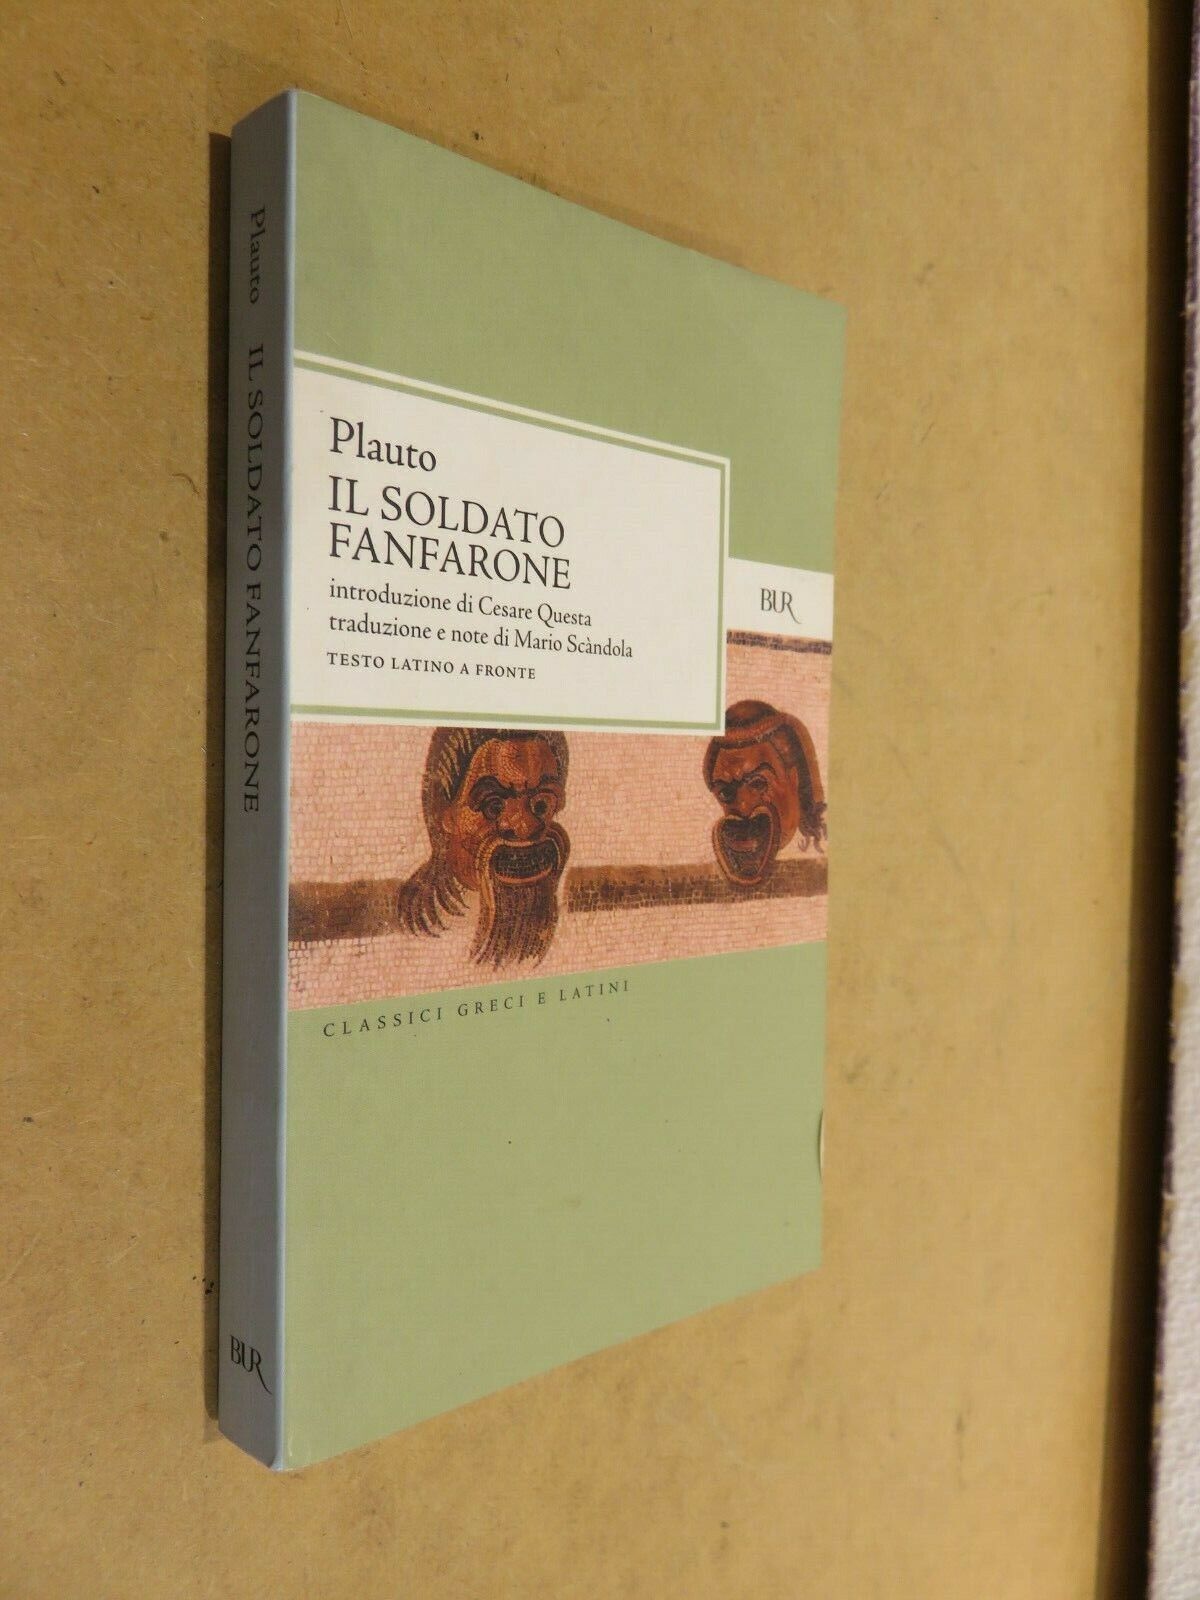 Plauto IL SOLDATO FANFARONE
BUR
Plauto
IL SOLDATO
FANFARONE
introduzione di Cesare Questa
traduzione e note di Mario Scàndola
TESTO LATINO A FRONTE
BUR
CLASSICI GRECI E LATINI